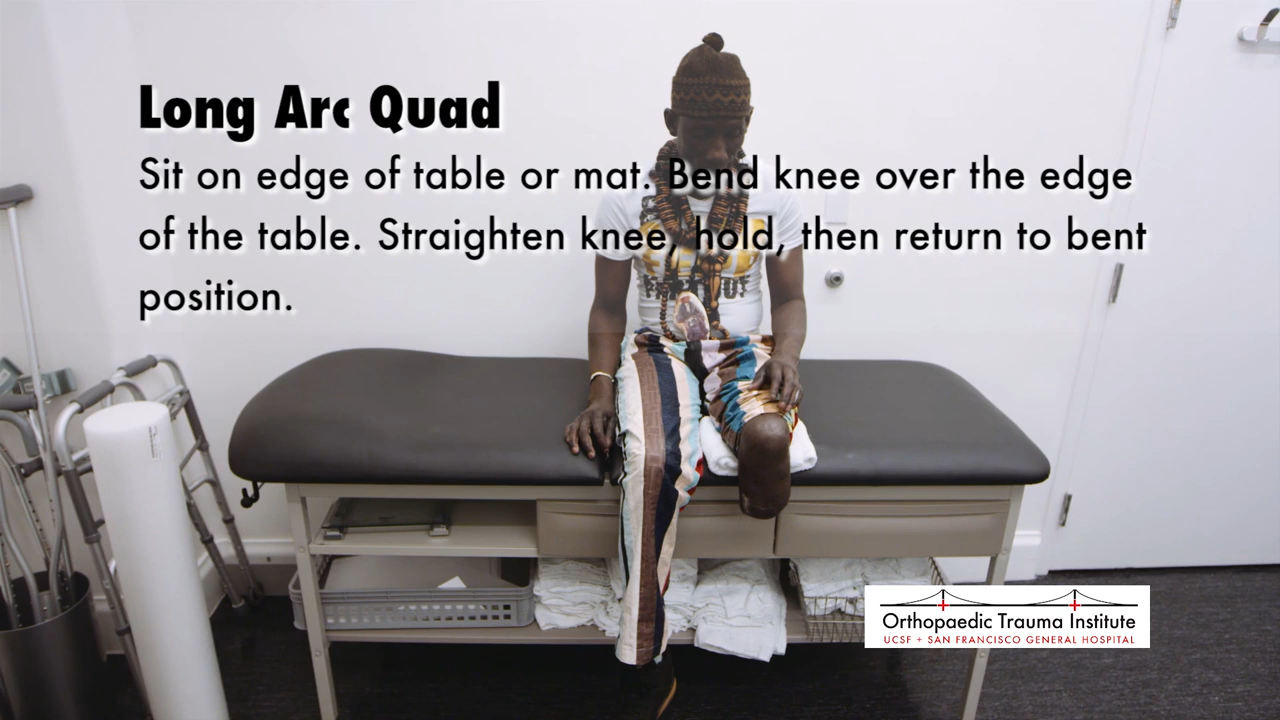 Long Arc Quad
Sit on edge of table or mat. Bend knee over the edge
of the table. Straighten knee, hold, then return to bent
position.
Orthopaedic Trauma Institute
UCSF + SAN FRANCISCO GENERAL HOSPITAL